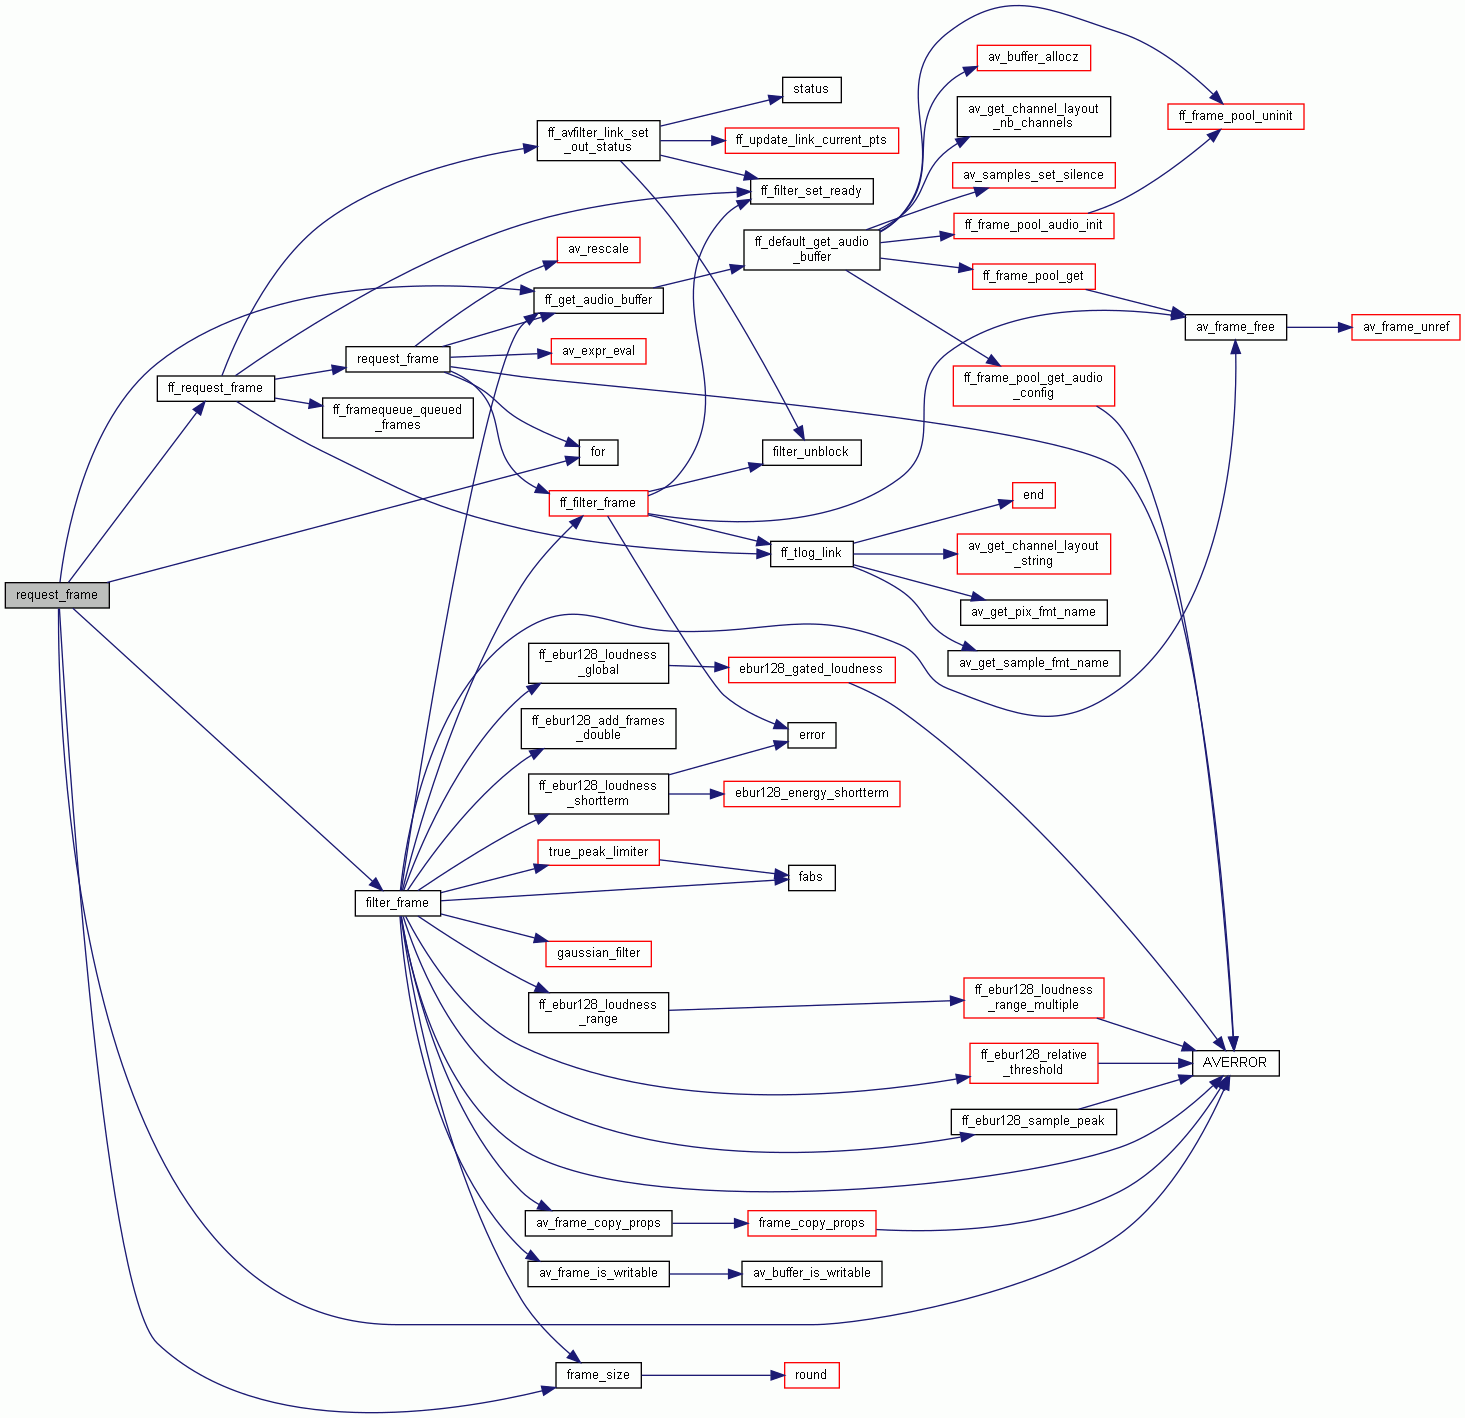 av_buffer_allocz
status
av_get_channel_layout
_nb_channels
ff_frame_pool_uninit
ff_avfilter_link_set
_out_status
ff_update_link_current_pts
av_samples_set_silence
ff_filter_set_ready
ff_frame_pool_audio_init
av_rescale
ff_default_get_audio
_buffer
ff_frame_pool_get
ff_get_audio_buffer
av_frame_free
av_frame_unref
request_frame
av_expr_eval
ff_request_frame
ff_frame_pool_get_audio
_config
ff_framequeue_queued
_frames
for
filter_unblock
ff_filter_frame
end
ff_tlog_link
av_get_channel_layout
_string
request_frame
av_get_pix_fmt_name
ff_ebur128_loudness
_global
ebur128_gated_loudness
av_get_sample_fmt_name
ff_ebur128_add_frames
_double
error
ff_ebur128_loudness
_shortterm
ebur128_energy_shortterm
true_peak_limiter
fabs
filter_frame
gaussian_filter
ff_ebur128_loudness
_range
ff_ebur128_loudness
_range_multiple
ff_ebur128_relative
_threshold
AVERROR
ff_ebur128_sample_peak
av_frame_copy_props
frame_copy_props
av_frame_is_writable
av_buffer_is_writable
frame_size
round